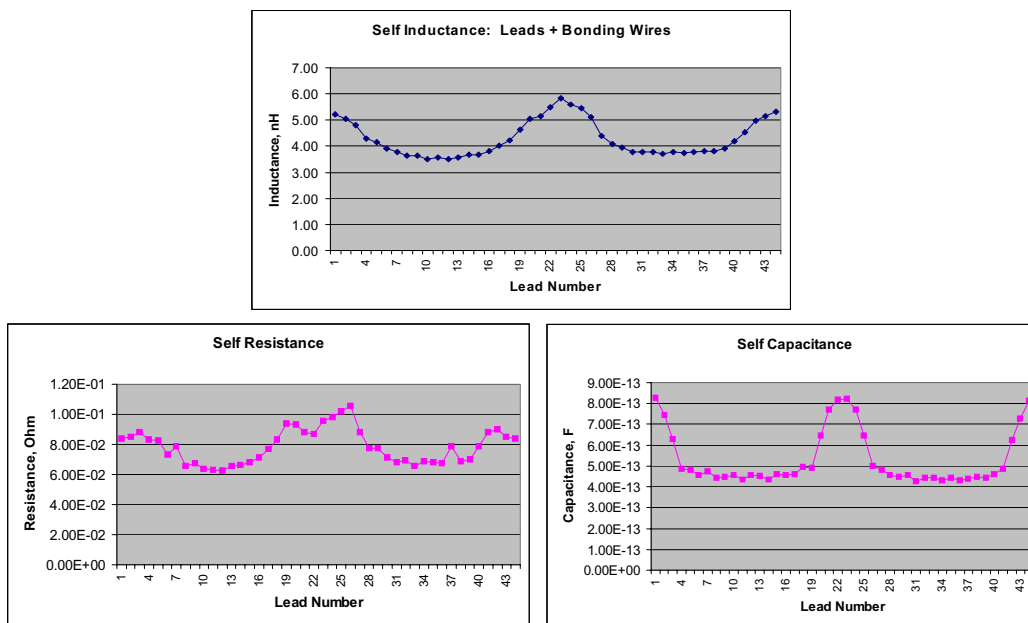 Self Inductance: Leads + Bonding Wires
7.00
6.00
5.00
4.00
3.00
2.00
1.00
0.00
Inductance, nH
1 4 7 10 13 16 19 22 25 28 31 34 37 40 43
Lead Number
Self Resistance
1.20E-01
1.00E-01
8.00E-02
6.00E-02
4.00E-02
2.00E-02
0.00E+00
Resistance, Ohm
1 4 7 10 13 16 19 22 25 28 31 34 37 40 43
Lead Number
Self Capacitance
9.00E-13
8.00E-13
7.00E-13
6.00E-13
5.00E-13
4.00E-13
3.00E-13
2.00E-13
1.00E-13
0.00E+00
Capacitance, F
1 4 7 10 13 16 19 22 25 28 31 34 37 40 43
Lead Number